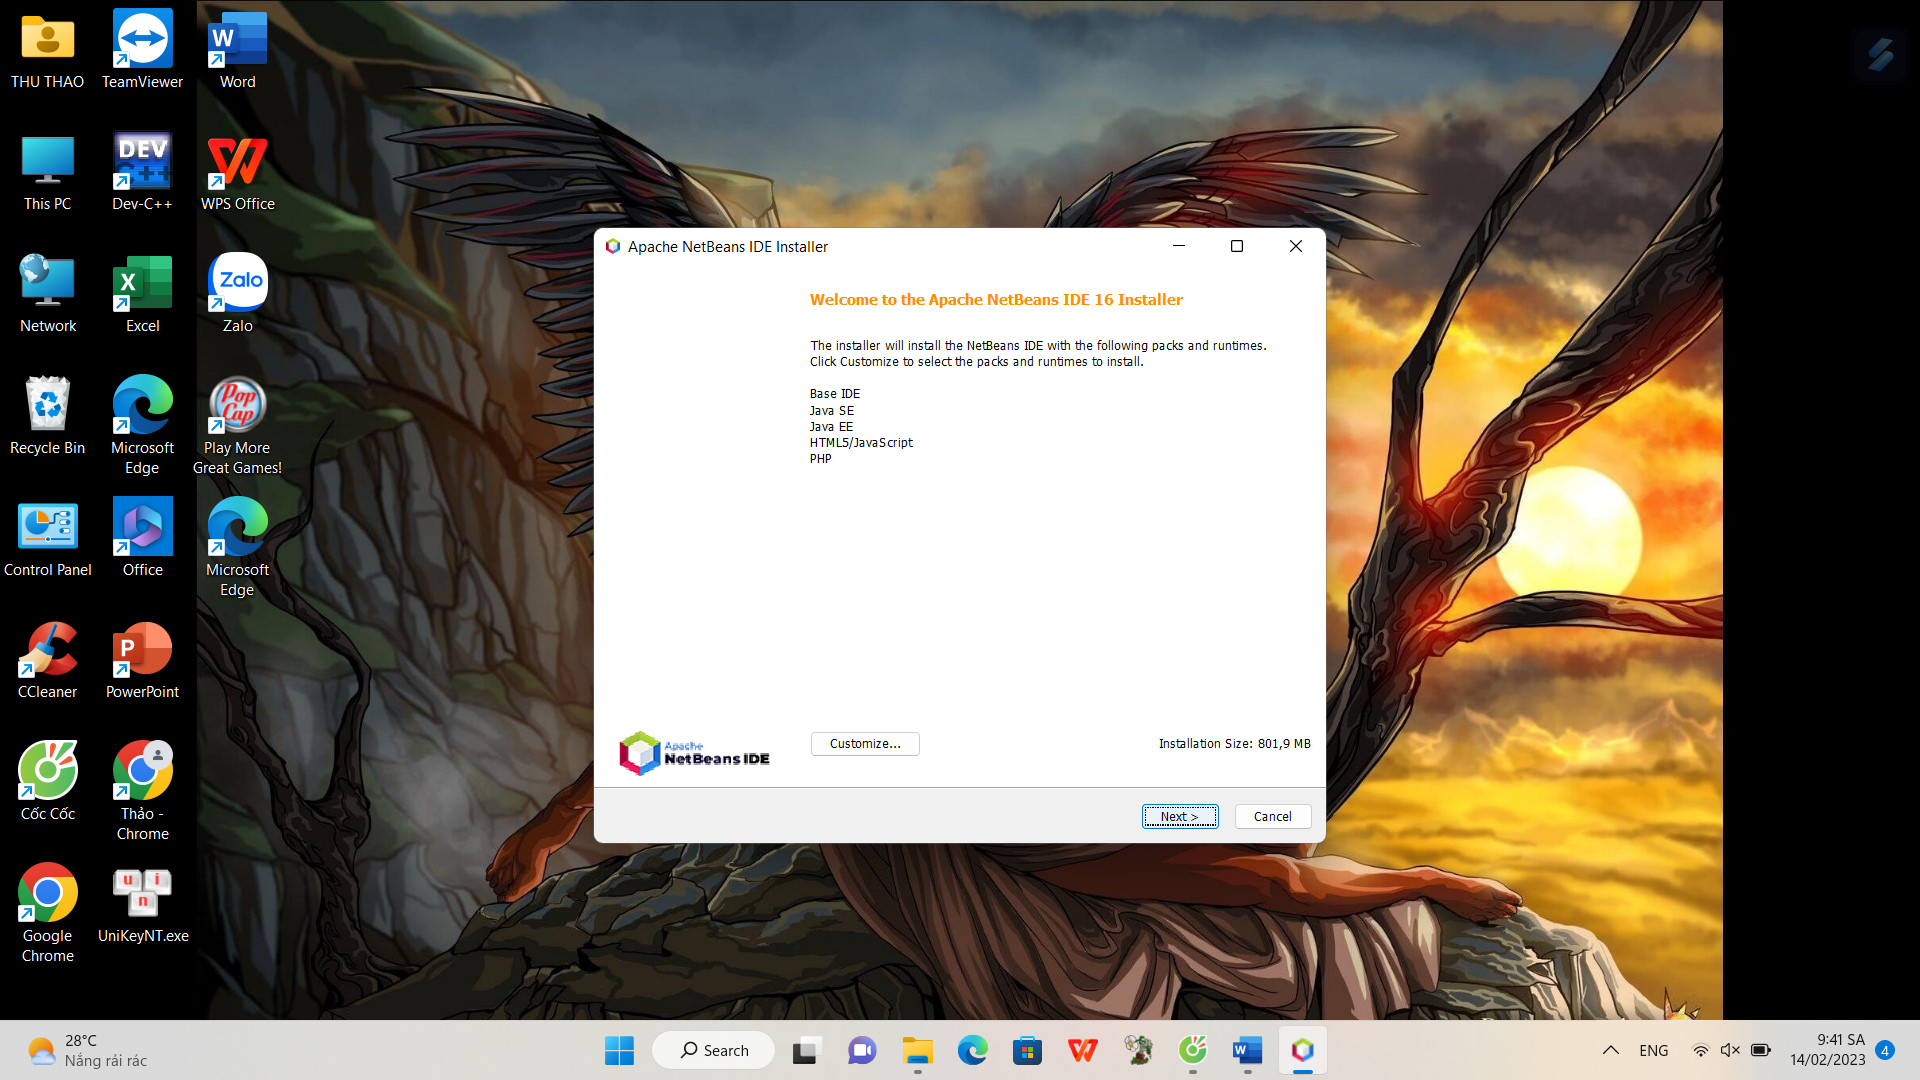 THU THAO
TeamViewer
Word
This PC
DEV
C++
Dev-C++
WPS Office
Network
X
Excel
Zalo
Zalo
Recycle Bin
Microsoft
Edge
Pop
Cap
Play More
Great Games!
Control Panel
Office
Microsoft
Edge
CCleaner
P
PowerPoint
Cốc Cốc
Thảo -
Chrome
Google
Chrome
u i
n
UniKeyNT.exe
W
Apache NetBeans IDE Installer
Welcome to the Apache NetBeans IDE 16 Installer
The installer will install the NetBeans IDE with the following packs and runtimes.
Click Customize to select the packs and runtimes to install.
Base IDE
Java SE
Java EE
HTML5/JavaScript
PHP
Apache
NetBeans IDE
Customize...
Installation Size: 801,9 MB
Next >
Cancel
28°C
Nắng rải rác
Search
W
ENG
9:41 SA
14/02/2023
4